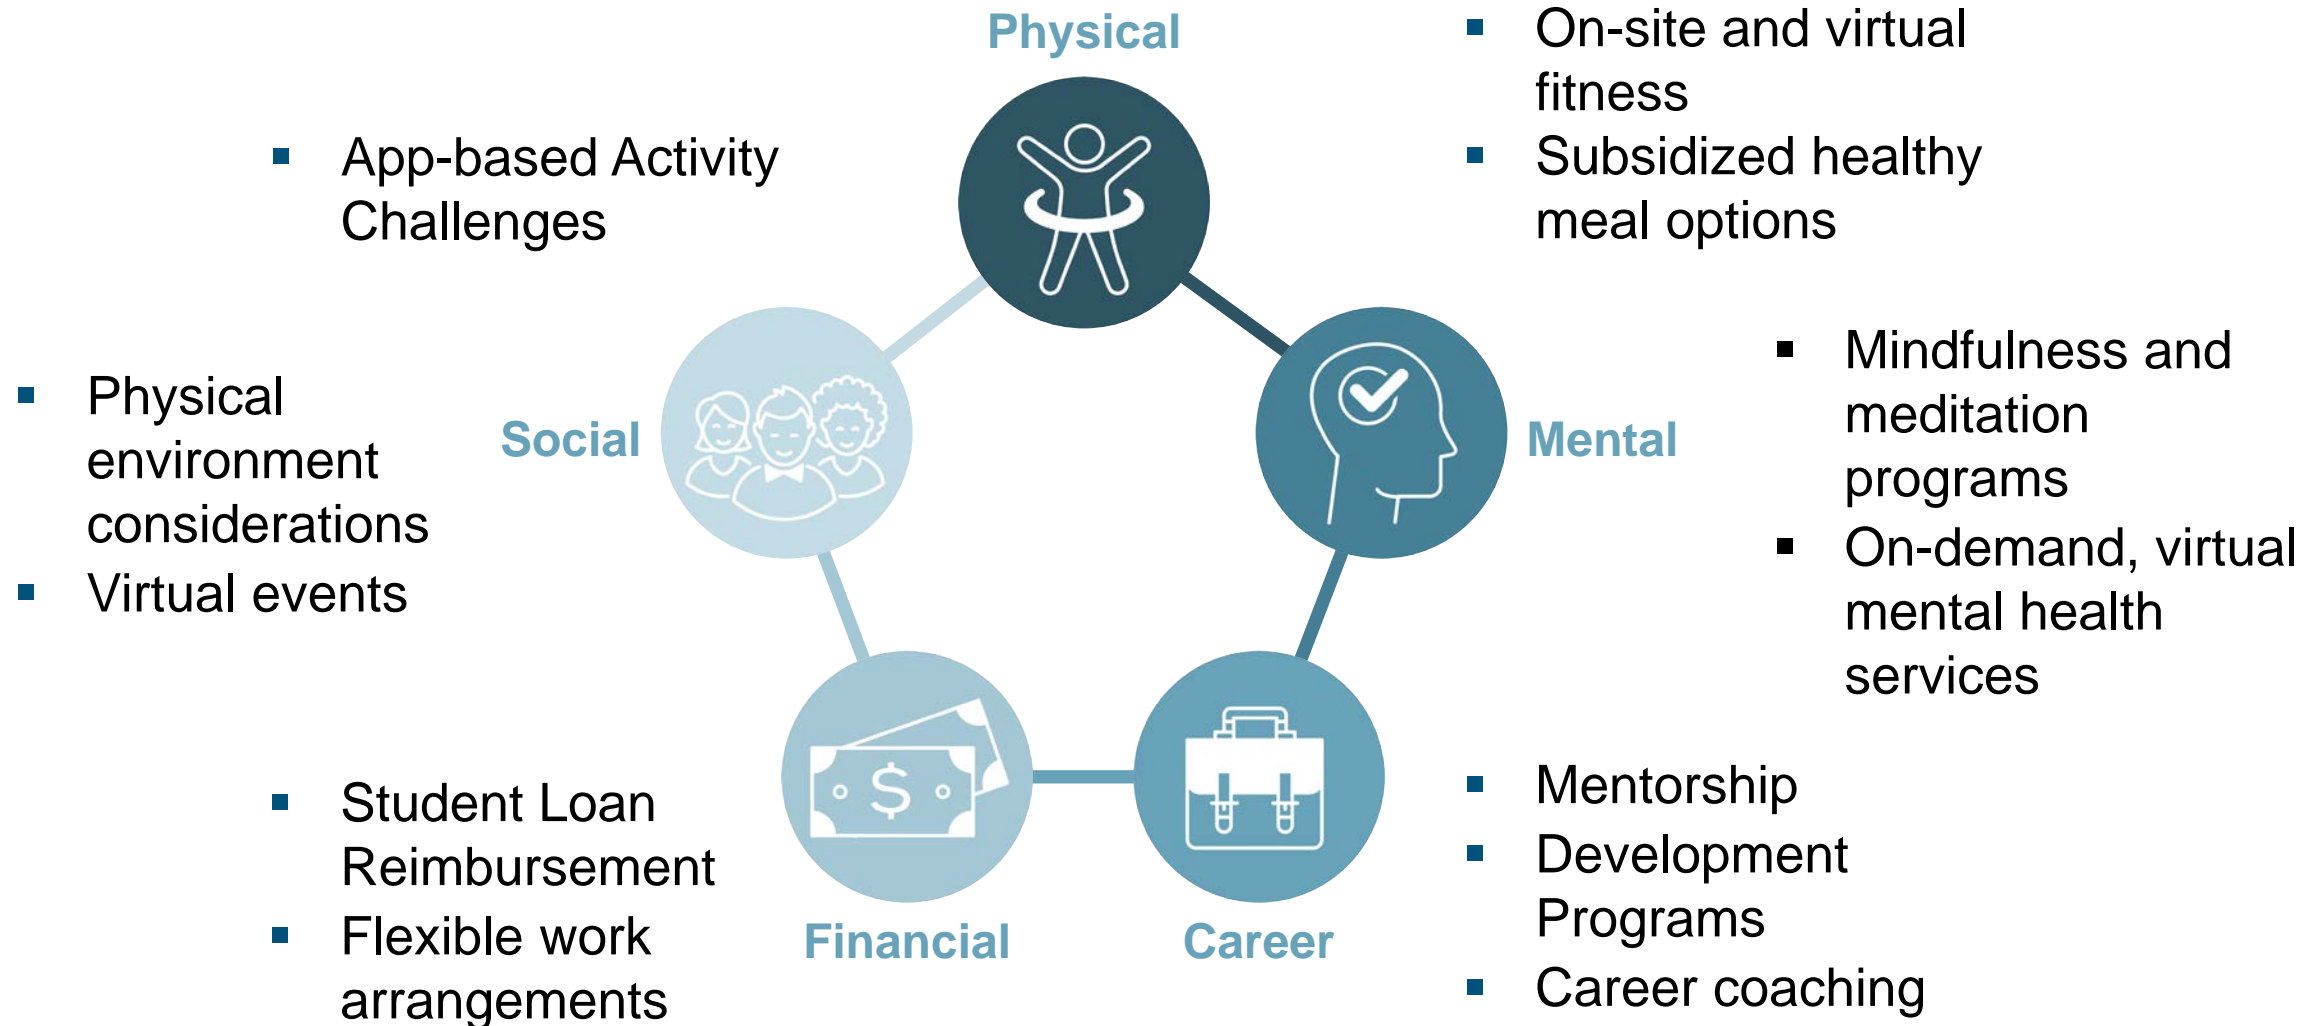 Physical
On-site and virtual
fitness
Subsidized healthy
meal options
App-based Activity
Challenges
Mental
Mindfulness and
meditation
programs
On-demand, virtual
mental health
services
Social
Physical
environment
considerations
Virtual events
Career
Mentorship
Development
Programs
Career coaching
Financial
Student Loan
Reimbursement
Flexible work
arrangements
$